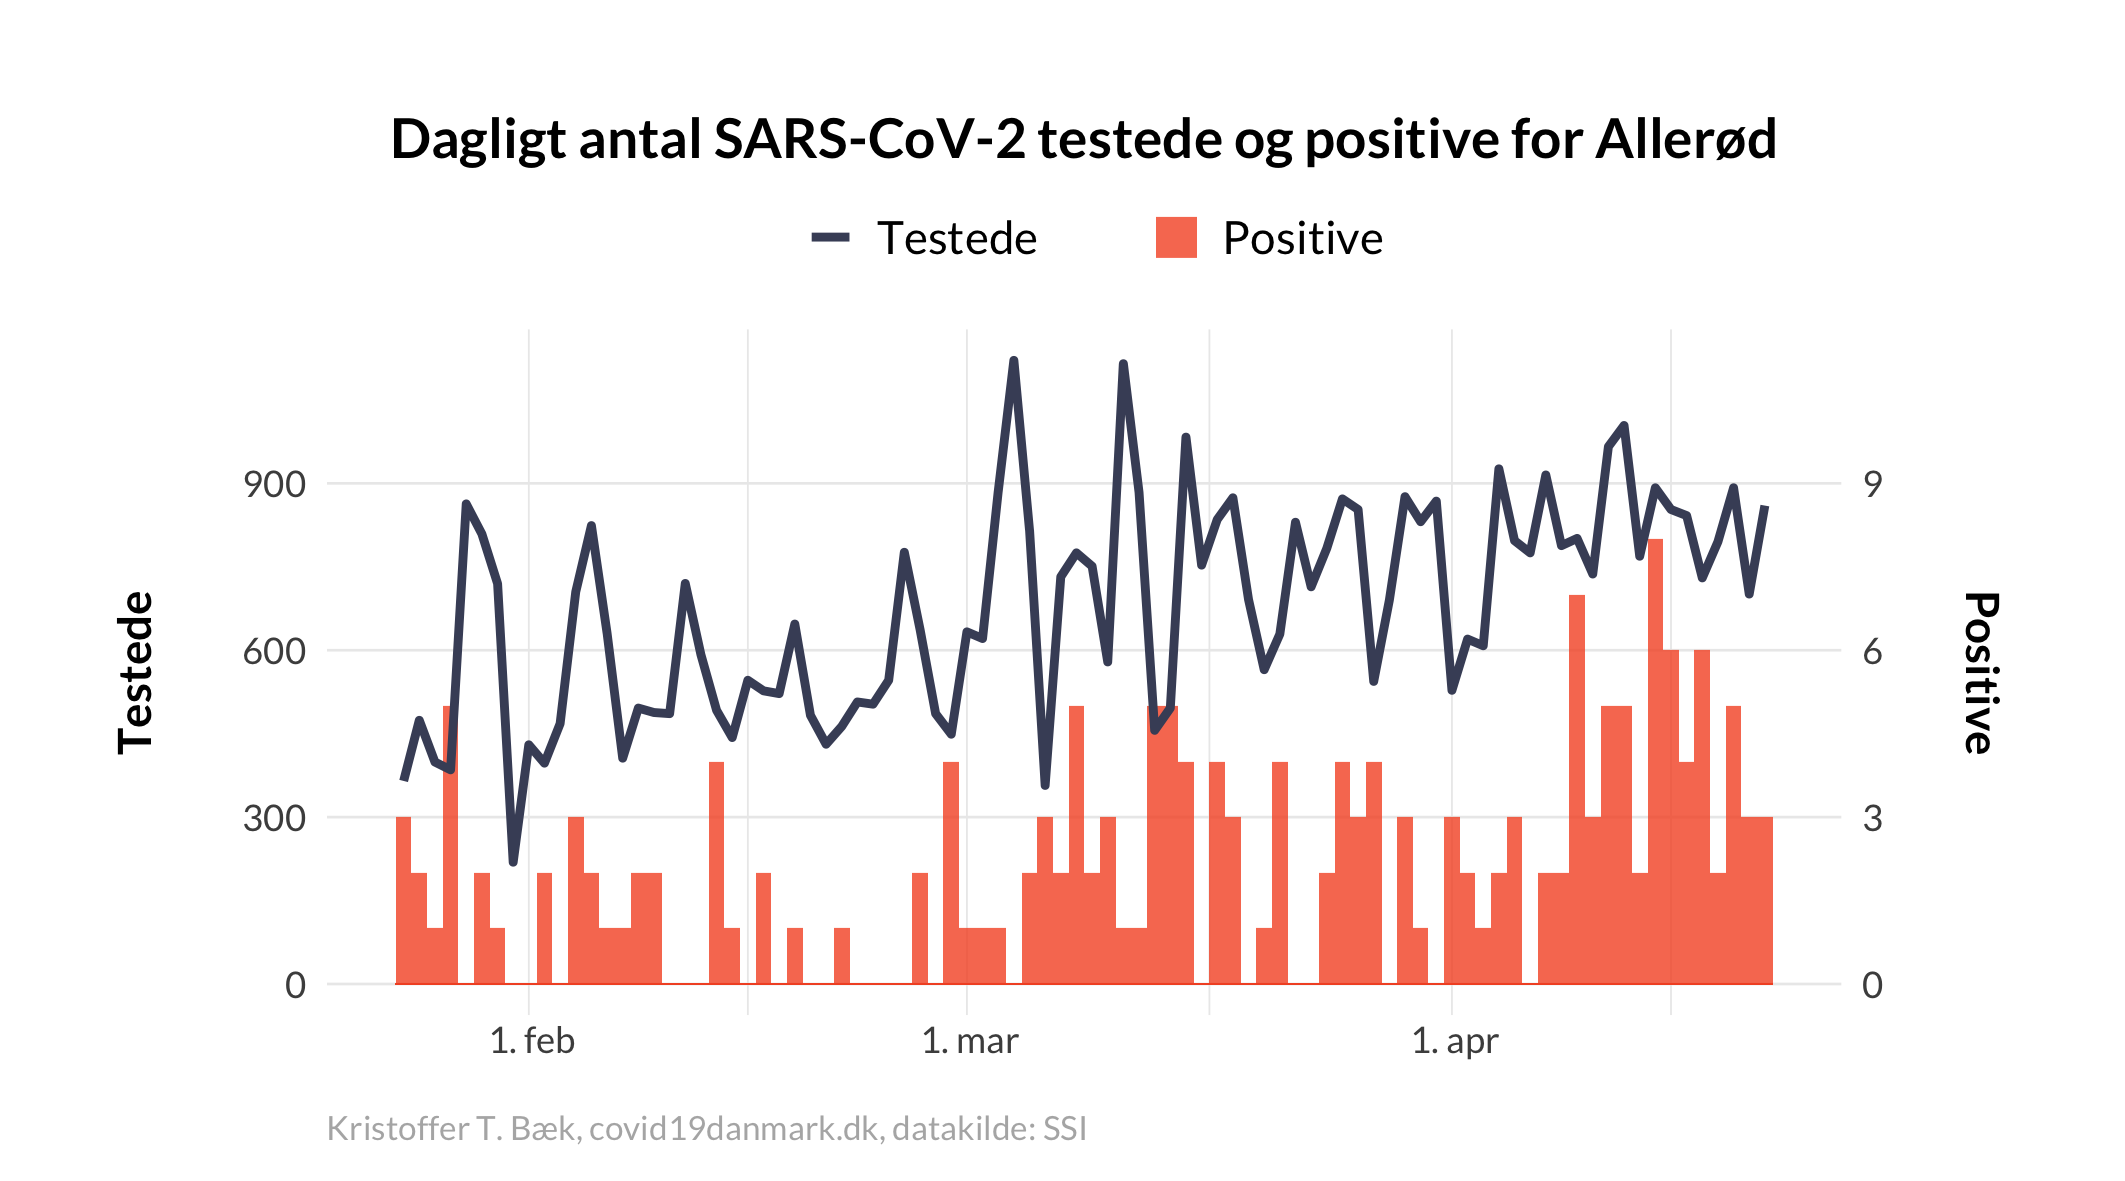 Dagligt antal SARS-CoV-2 testede og positive for Allerød
Testede Positive
900 9
600 6
300 3
0 0
Testede
Positive
1. feb 1. mar 1. apr
Kristoffer T. Bæk, covid19danmark.dk, datakilde: SSI